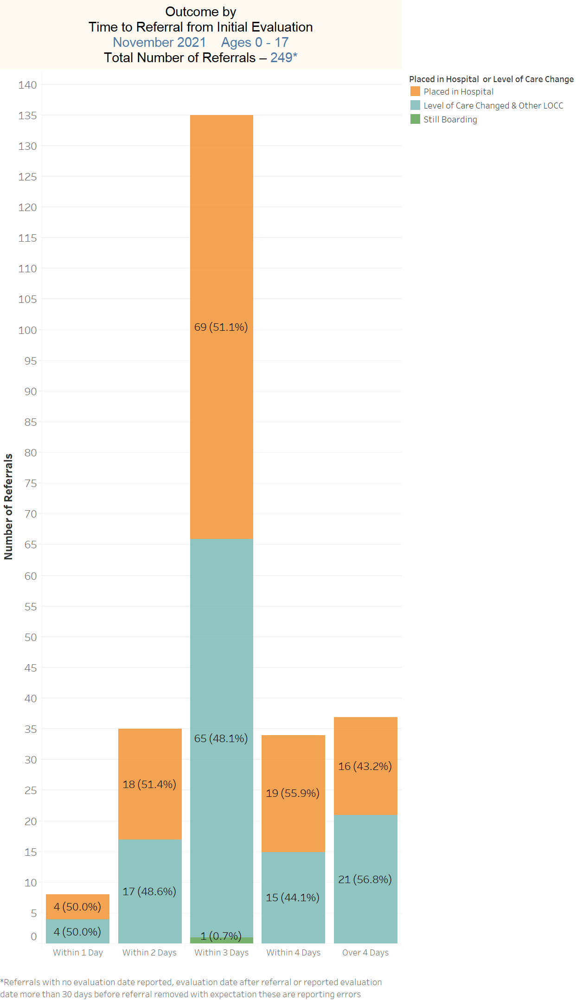 Outcome by
Time to Referral from Initial Evaluation
November 2021 Ages 0 - 17
Total Number of Referrals – 249*
Placed in Hospital or Level of Care Change
Placed in Hospital
Level of Care Changed & Other LOCC
Still Boarding
Number of Referrals
140
135
130
125
120
115
110
105
100
95
90
85
80
75
70
65
60
55
50
45
40
35
30
25
20
15
10
5
0
69 (51.1%)
65 (48.1%)
1 (0.7%)
18 (51.4%)
17 (48.6%)
4 (50.0%)
4 (50.0%)
19 (55.9%)
15 (44.1%)
16 (43.2%)
21 (56.8%)
Within 1 Day
Within 2 Days
Within 3 Days
Within 4 Days
Over 4 Days
*Referrals with no evaluation date reported, evaluation date after referral or reported evaluation
date more than 30 days before referral removed with expectation these are reporting errors